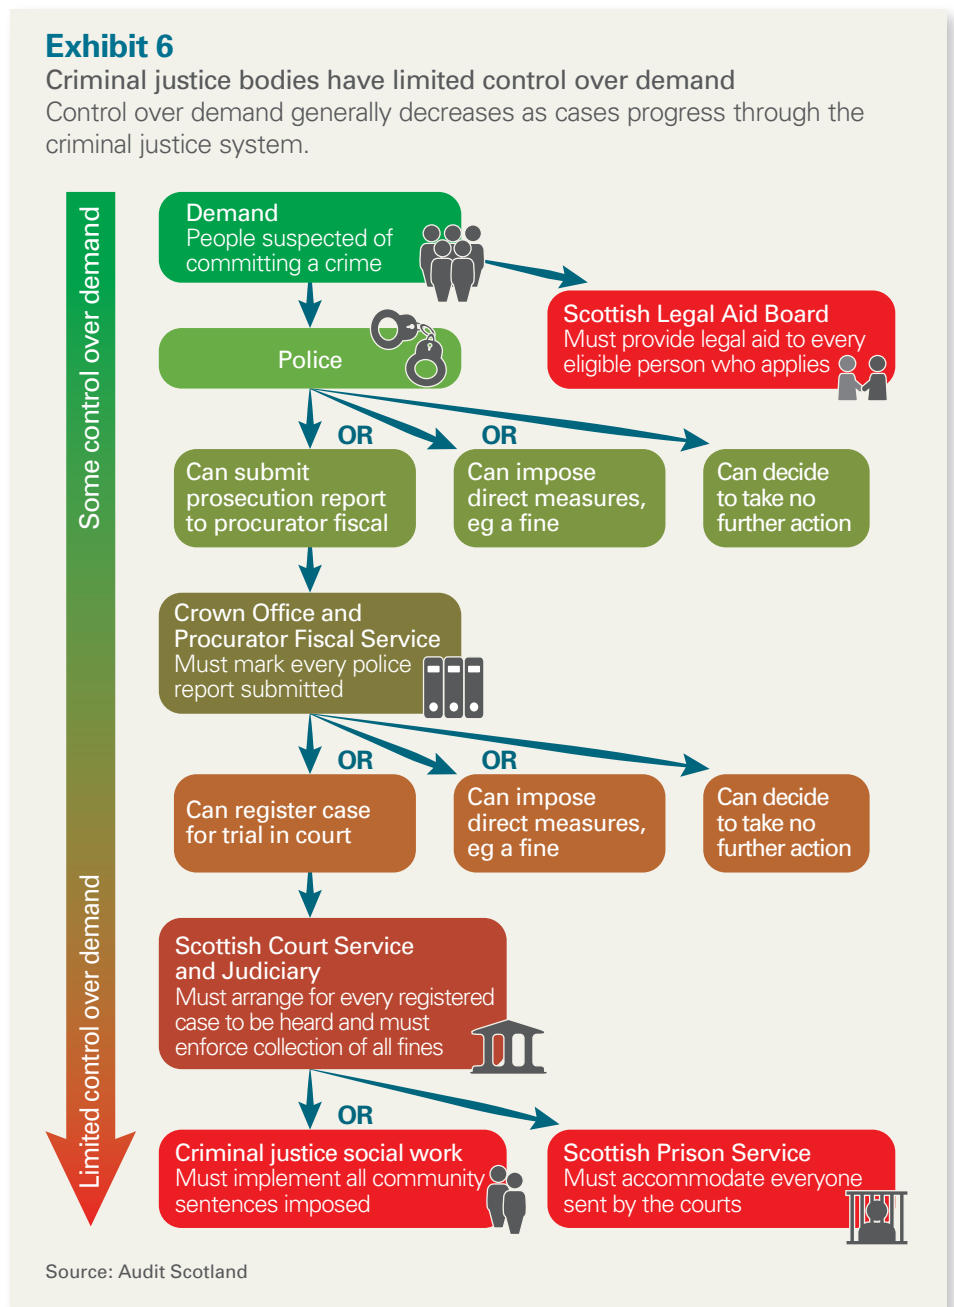 Exhibit 6
Criminal justice bodies have limited control over demand
Control over demand generally decreases as cases progress through the
criminal justice system.
Some control over demand
Limited control over demand
Demand
People suspected of
committing a crime
Scottish Legal Aid Board
Must provide legal aid to every
eligible person who applies
Police
OR
OR
Can submit
prosecution report
to procurator fiscal
Can impose
direct measures,
eg a fine
Can decide
to take no
further action
Crown Office and
Procurator Fiscal Service
Must mark every police
report submitted
OR
OR
Can register case
for trial in court
Can impose
direct measures,
eg a fine
Can decide
to take no
further action
Scottish Court Service
and Judiciary
Must arrange for every registered
case to be heard and must
enforce collection of all fines
OR
Criminal justice social work
Must implement all community
sentences imposed
Scottish Prison Service
Must accommodate everyone
sent by the courts
Source: Audit Scotland